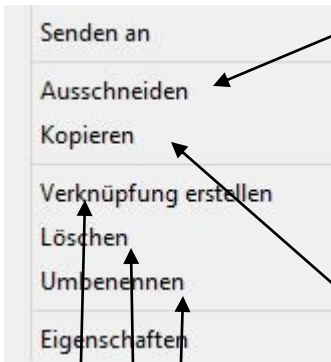 Senden an
Ausschneiden
Kopieren
Verknüpfung erstellen
Löschen
Umbenennen
Eigenschaften